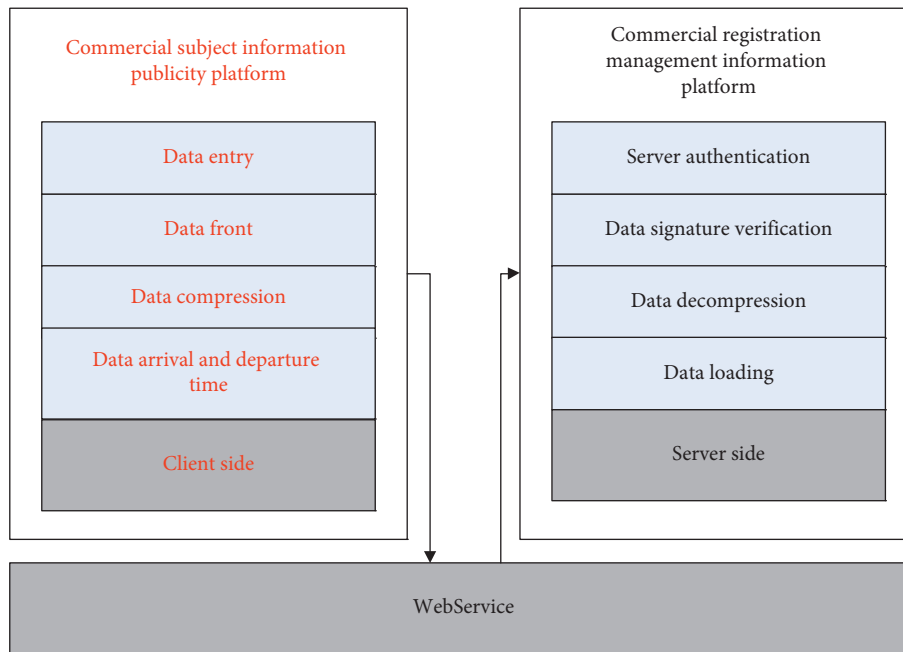 Commercial subject information
publicity platform
Data entry
Data front
Data compression
Data arrival and departure
time
Client side
Commercial registration
management information
platform
Server authentication
Data signature verification
Data decompression
Data loading
Server side
WebService